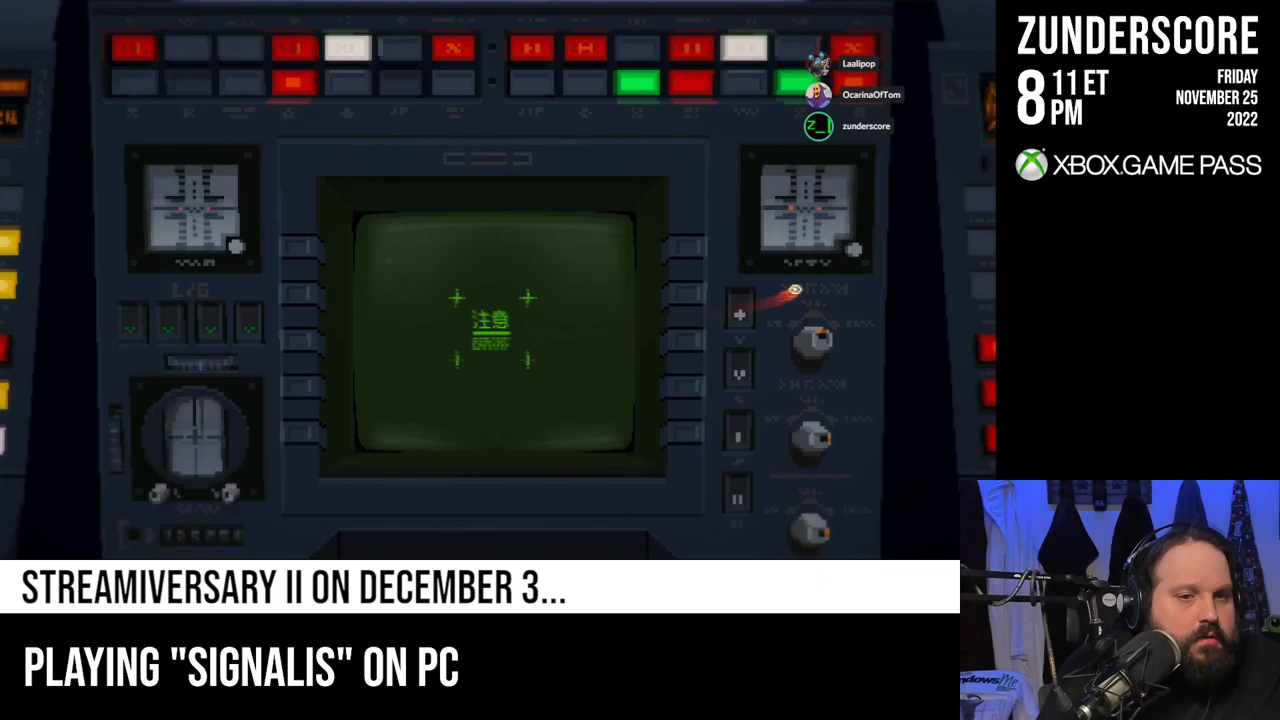 ZUNDERSCORE
8 11 ET
PM
FRIDAY
NOVEMBER 25
2022
XBOX GAME PASS
Laalipop
OcarinaOfTom
zunderscore
Z_
注意
STREAMIVERSARY II ON DECEMBER 3...
PLAYING "SIGNALIS" ON PC